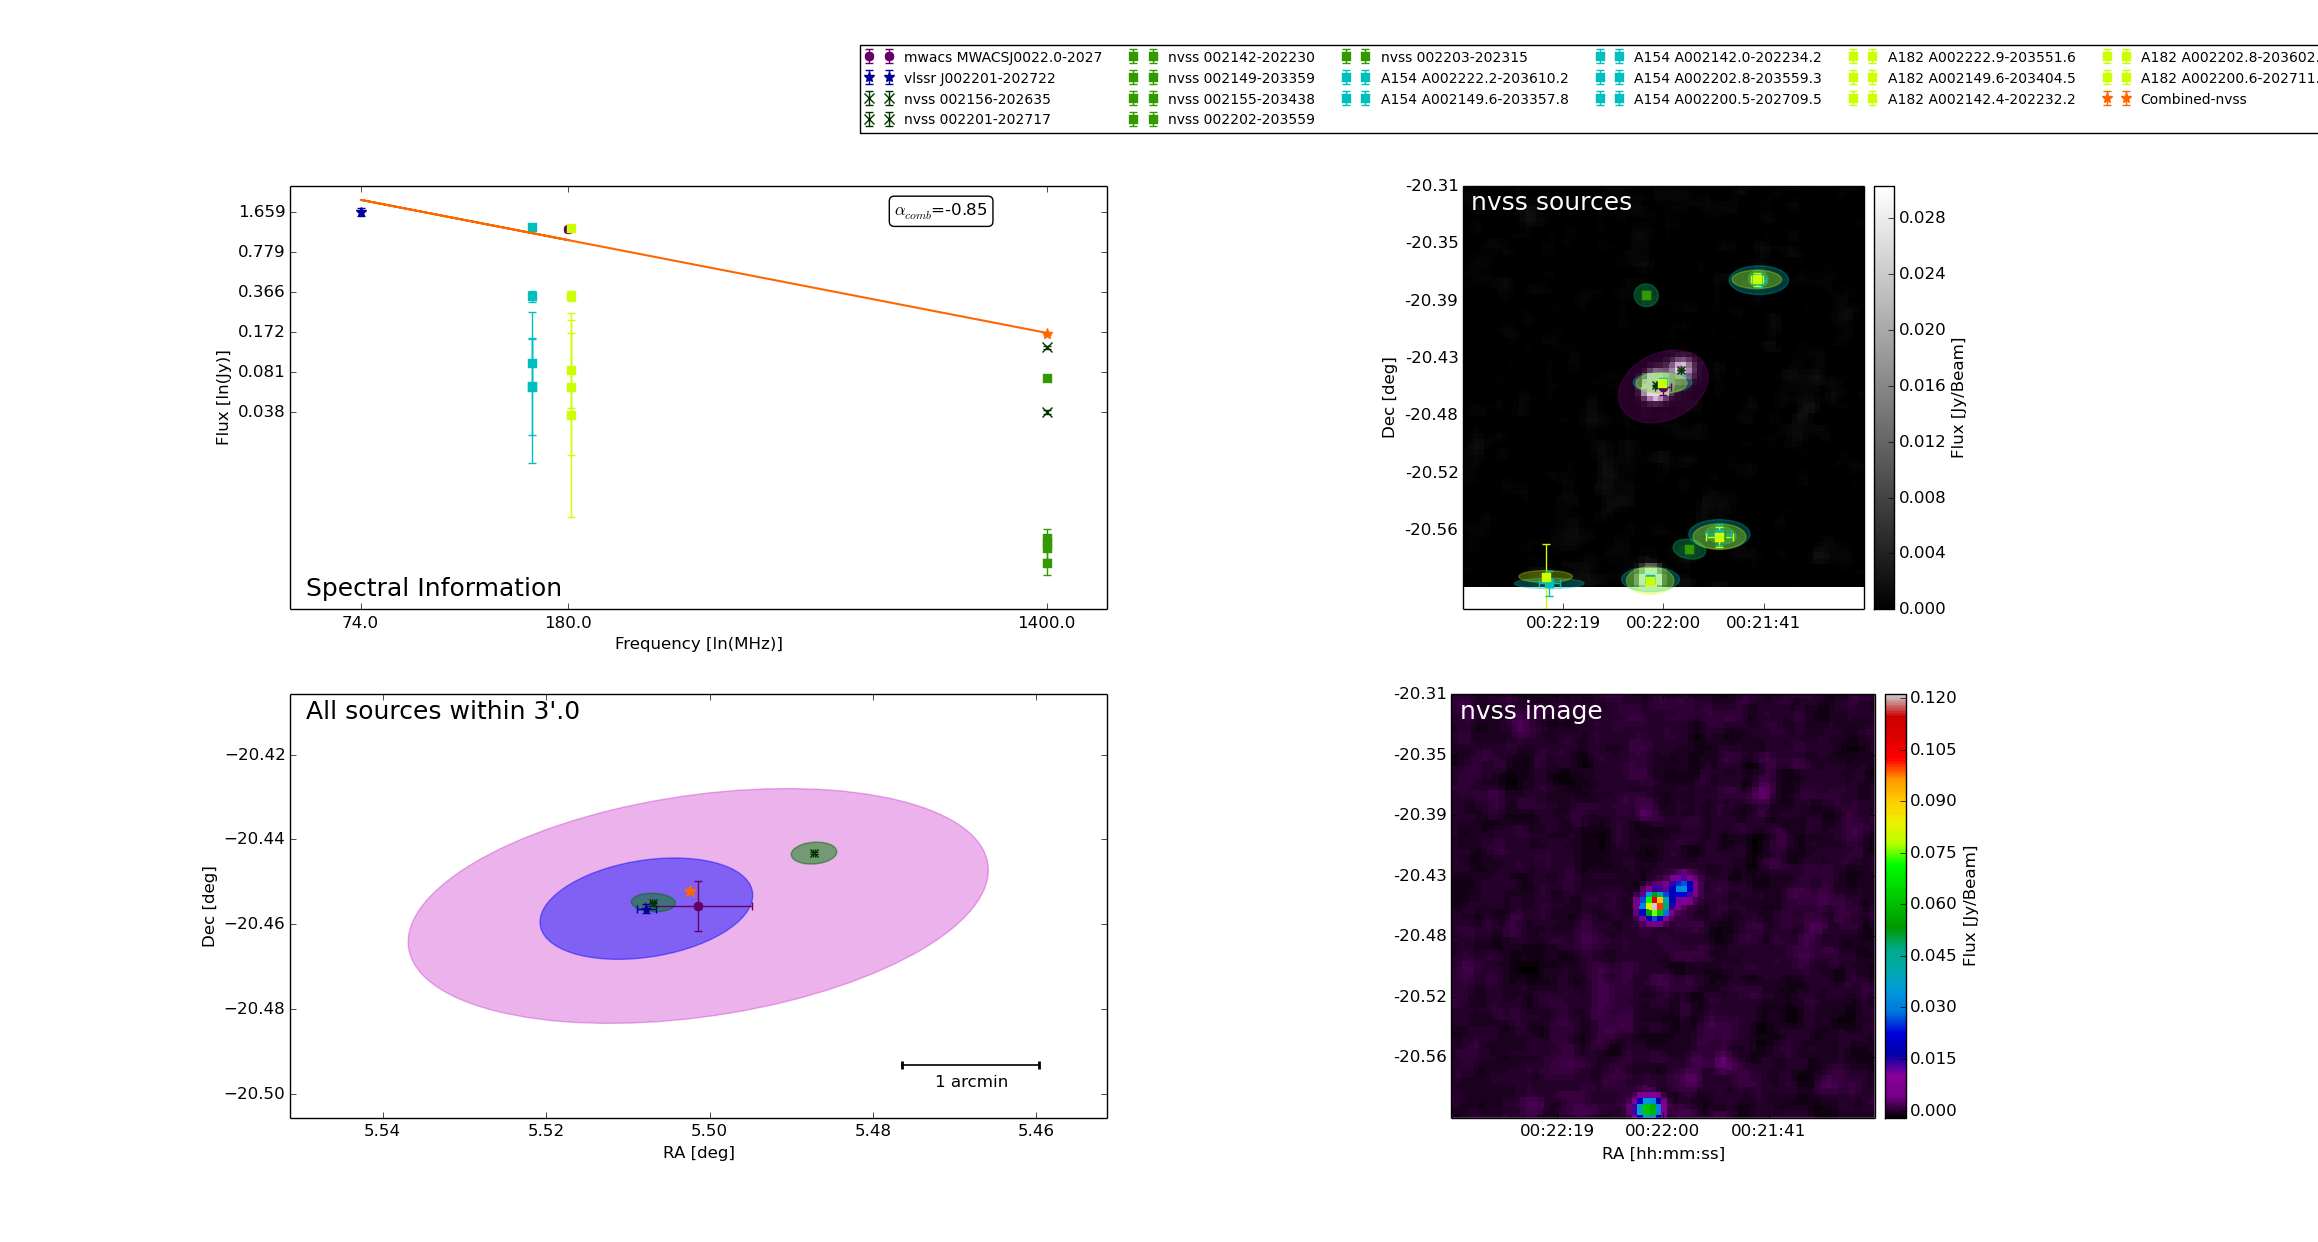 mwacs MWACSJ0022.0-2027
vlssr J002201-202722
nvss 002156-202635
nvss 002201-202717
nvss 002142-202230
nvss 002149-203359
nvss 002155-203438
nvss 002202-203559
nvss 002203-202315
A154 A002222.2-203610.2
A154 A002149.6-203357.8
A154 A002142.0-202234.2
A154 A002202.8-203559.3
A154 A002200.5-202709.5
A182 A002222.9-203551.6
A182 A002149.6-203404.5
A182 A002142.4-202232.2
A182 A002202.8-203602.
A182 A002200.6-202711.
Combined-nvss
Flux [ln(Jy)]
1.659
0.779
0.366
0.172
0.081
0.038
αcomb=-0.85
Spectral Information
74.0 180.0 1400.0
Frequency [ln(MHz)]
nvss sources
Dec [deg]
-20.31
-20.35
-20.39
-20.43
-20.48
-20.52
-20.56
00:22:19 00:22:00 00:21:41
0.028
0.024
0.020
0.016
0.012
0.008
0.004
0.000
Flux [Jy/Beam]
All sources within 3'.0
Dec [deg]
−20.42
−20.44
−20.46
−20.48
−20.50
1 arcmin
5.54 5.52 5.50 5.48 5.46
RA [deg]
nvss image
-20.31
-20.35
-20.39
-20.43
-20.48
-20.52
-20.56
00:22:19 00:22:00 00:21:41
RA [hh:mm:ss]
0.120
0.105
0.090
0.075
0.060
0.045
0.030
0.015
0.000
Flux [Jy/Beam]